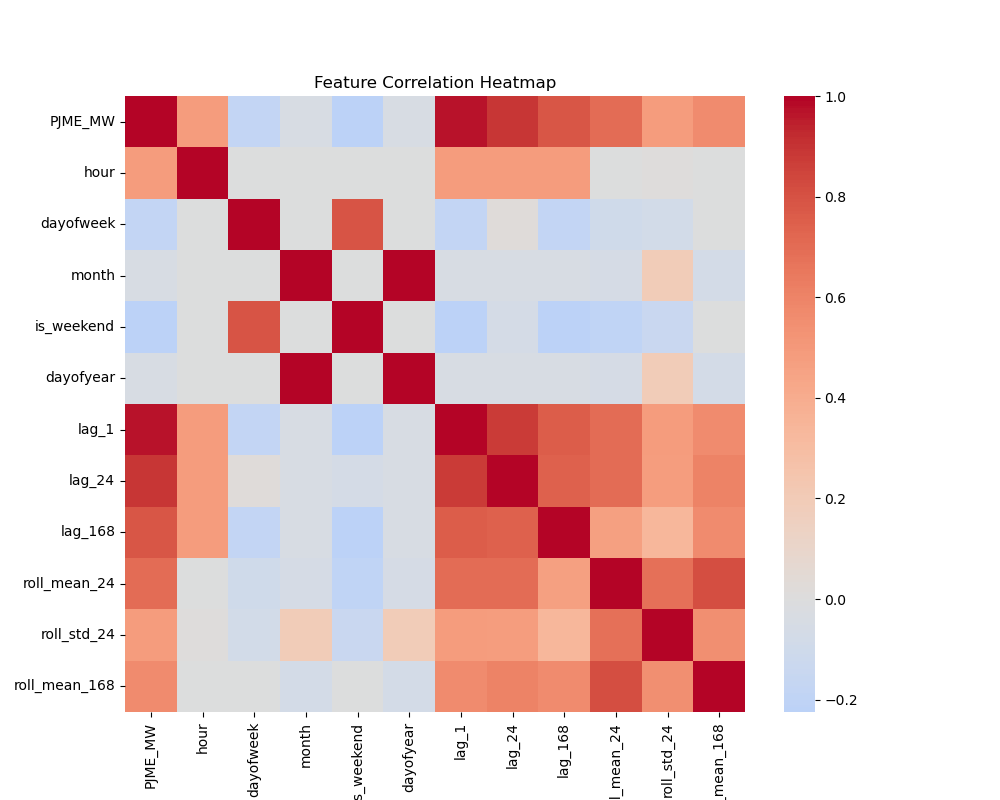 Feature Correlation Heatmap
PJME_MW
hour
dayofweek
month
is_weekend
dayofyear
lag_1
lag_24
lag_168
roll_mean_24
roll_std_24
roll_mean_168
PJME_MW
hour
dayofweek
month
s_weekend
dayofyear
lag_1
lag_24
lag_168
l_mean_24
roll_std_24
_mean_168
1.0
0.8
0.6
0.4
0.2
0.0
−0.2